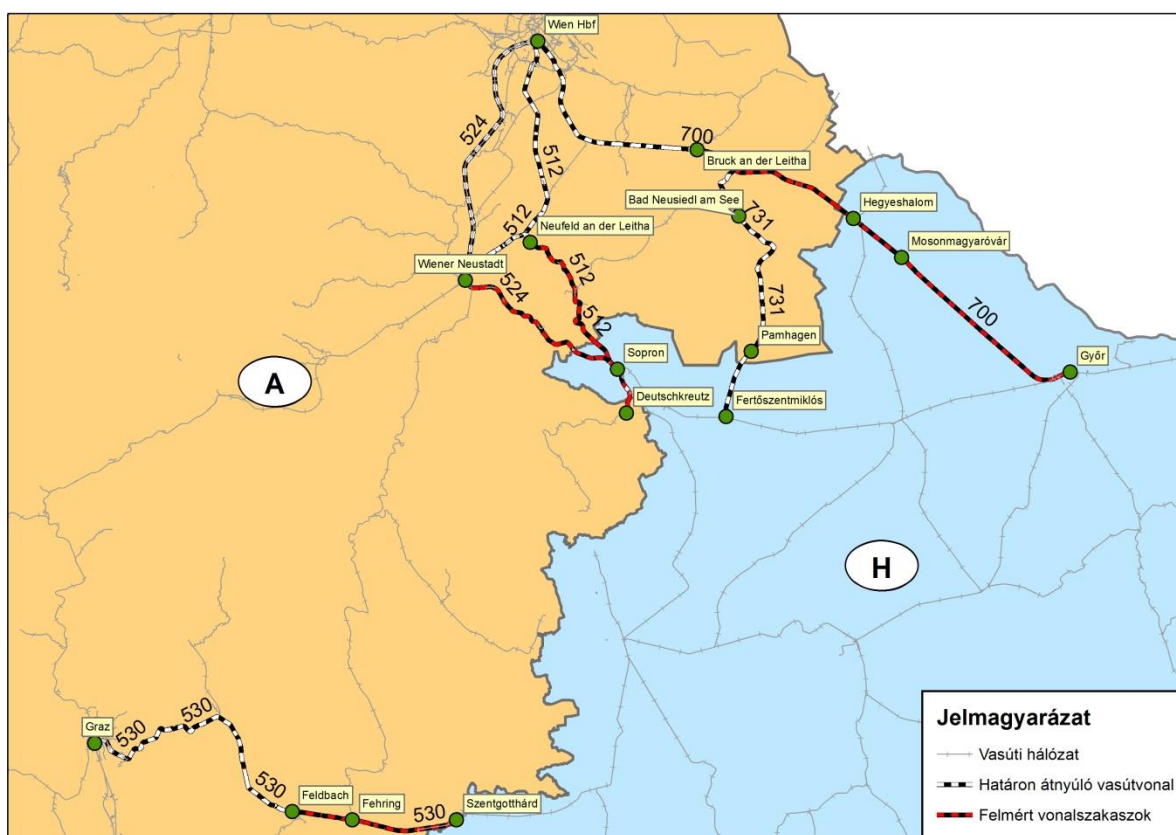 Wien Hbf
524
512
700
Bruck an der Leitha
Bad Neusiedl am See
731
Hegyeshalom
512
Neufeld an der Leitha
Mosonmagyaróvár
Wiener Neustadt
524
512
731
700
512
Pamhagen
Sopron
Győr
A
Deutschkreutz
Fertőszentmiklós
H
Graz
530
530
530
Feldbach
Fehring
530
Szentgotthárd
Jelmagyarázat
Vasúti hálózat
Határon átnyúló vasútvonal
Felmért vonalszakaszok